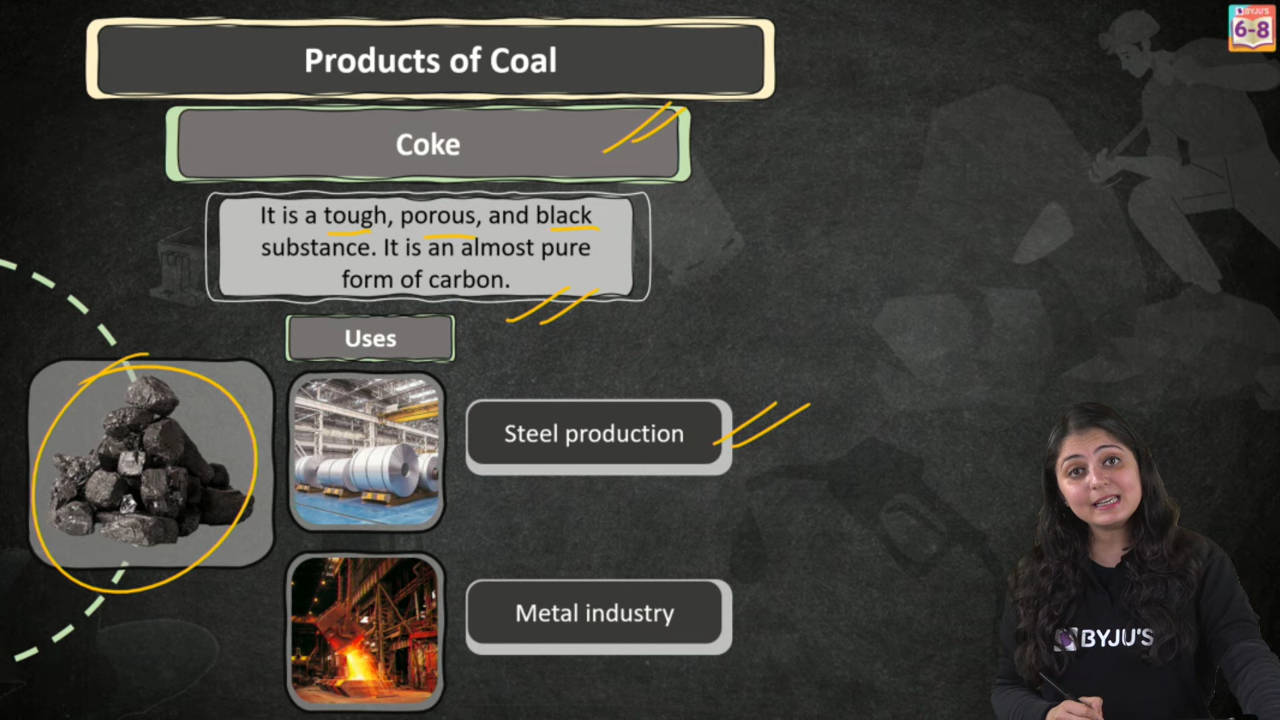 Products of Coal
BYJU'S
6-8
Coke
It is a tough, porous, and black
substance. It is an almost pure
form of carbon.
Uses
Steel production
Metal industry
BYJU'S